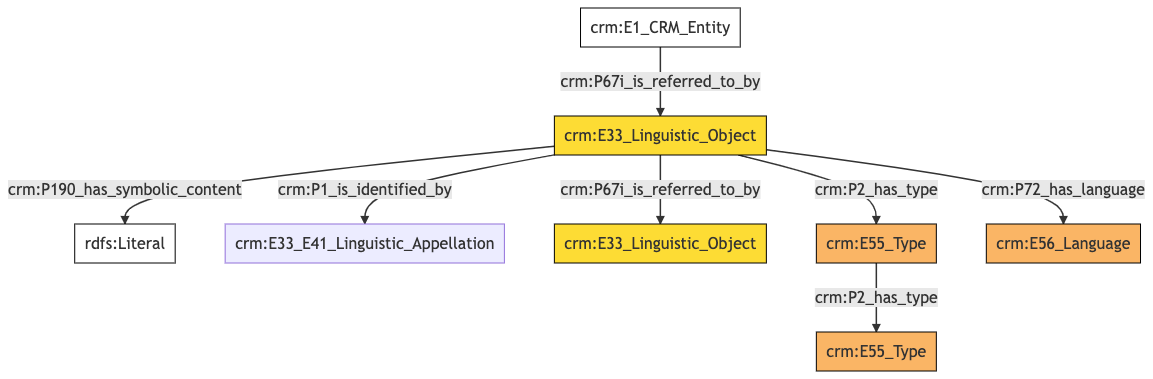 crm:E1_CRM_Entity
crm:P67i_is_referred_to_by
crm:E33_Linguistic_Object
crm:P190_has_symbolic_content crm:P1_is_identified_by crm:P67i_is_referred_to_by crm:P2_has_type crm:P72_has_language
rdfs:Literal crm:E33_E41_Linguistic_Appellation crm:E33_Linguistic_Object crm:E55_Type crm:E56_Language
crm:P2_has_type
crm:E55_Type